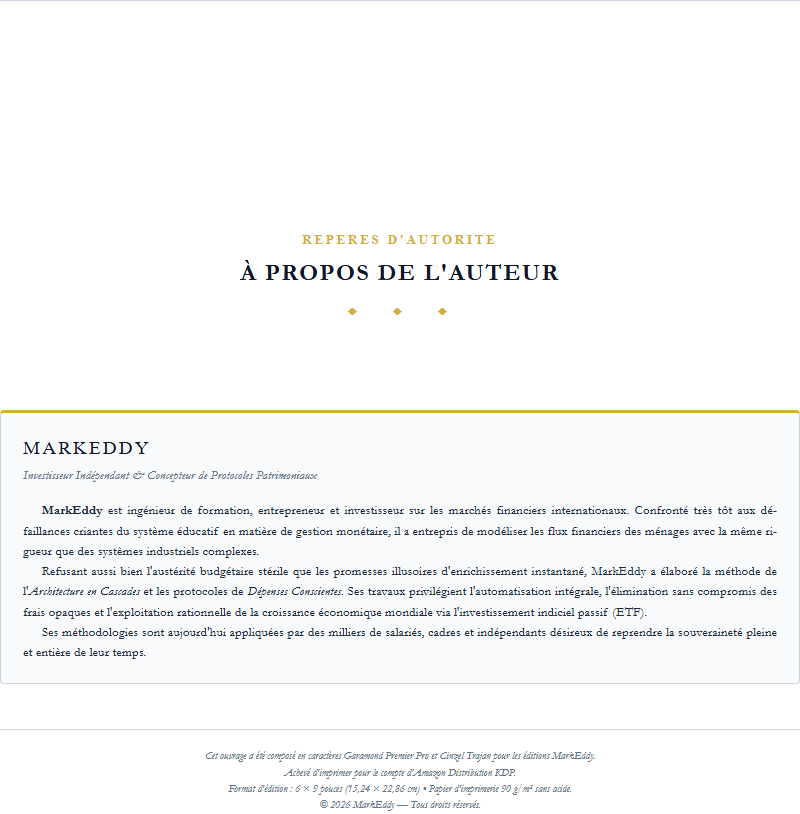 REPERES D'AUTORITE
À PROPOS DE L'AUTEUR
MARKEDDY
Investisseur Indépendant & Concepteur de Protocoles Patrimoniaux
MarkEddy est ingénieur de formation, entrepreneur et investisseur sur les marchés financiers internationaux. Confronté très tôt aux dé-
faillances criantes du système éducatif en matière de gestion monétaire, il a entrepris de modéliser les flux financiers des ménages avec la même ri-
gueur que des systèmes industriels complexes.
Refusant aussi bien l'austérité budgétaire stérile que les promesses illusoires d'enrichissement instantané, MarkEddy a élaboré la méthode de
l'Architecture en Cascades et les protocoles de Dépenses Conscientes. Ses travaux privilégient l'automatisation intégrale, l'élimination sans compromis des
frais opaques et l'exploitation rationnelle de la croissance économique mondiale via l'investissement indiciel passif (ETF).
Ses méthodologies sont aujourd'hui appliquées par des milliers de salariés, cadres et indépendants désireux de reprendre la souveraineté pleine
et entière de leur temps.
Cet ouvrage a été composé en caractères Garamond Premier Pro et Cinzel Trajan pour les éditions MarkEddy.
Achevé d'imprimer pour le compte d'Amazon Distribution KDP.
Format d'édition : 6 × 9 pouces (15,24 × 22,86 cm) • Papier d'imprimerie 90 g/m² sans acide.
© 2026 MarkEddy — Tous droits réservés.